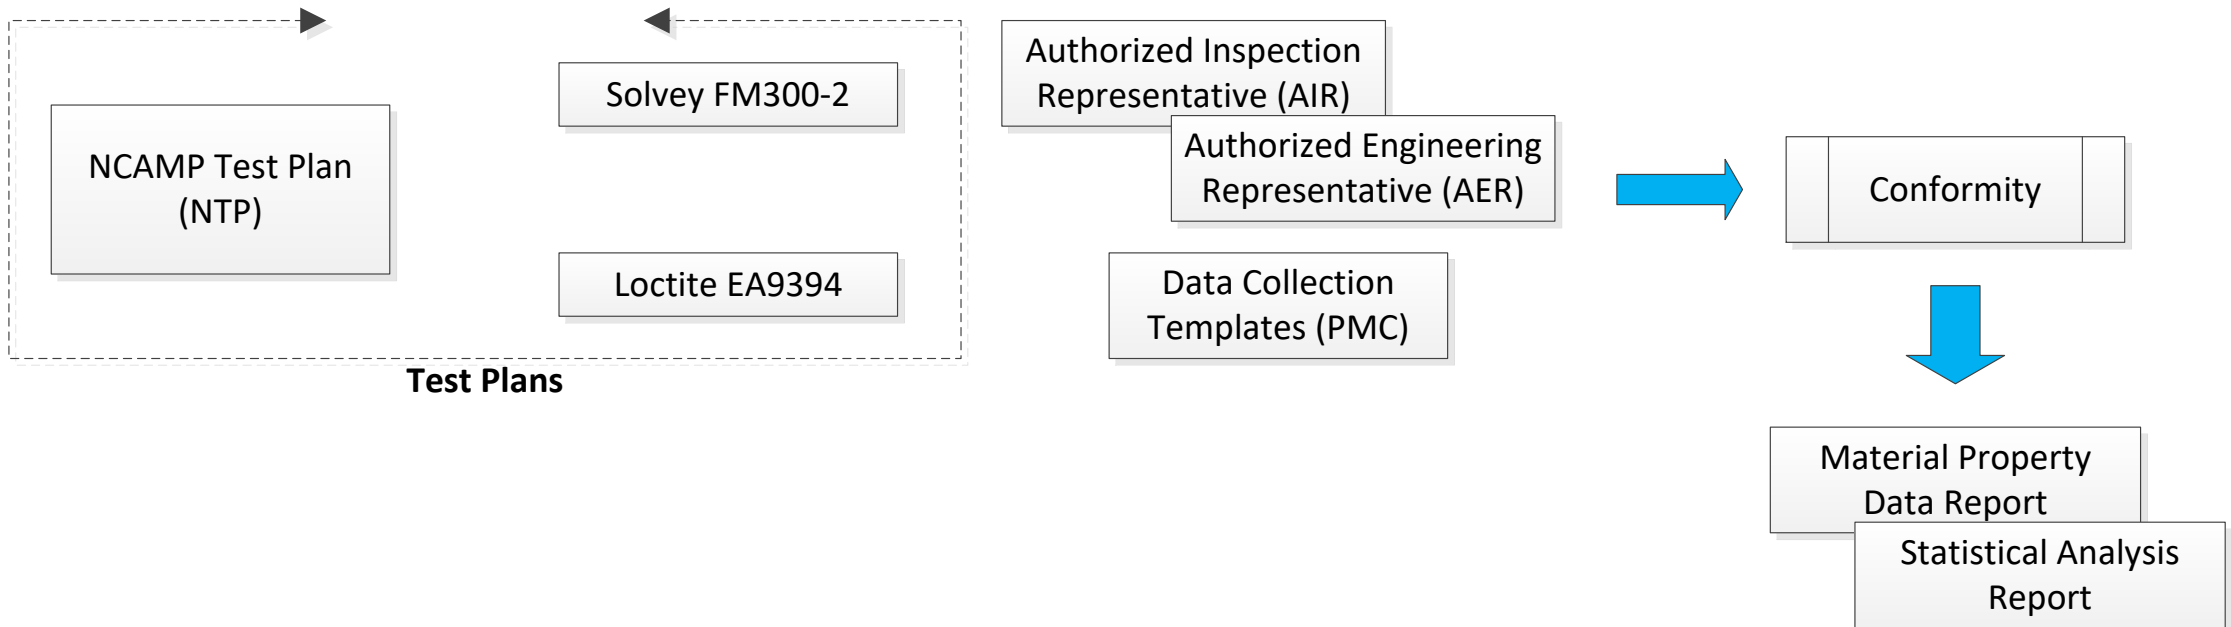 NCAMP Test Plan
(NTP)
Solvey FM300-2
Loctite EA9394
Test Plans
Authorized Inspection
Representative (AIR)
Authorized Engineering
Representative (AER)
Data Collection
Templates (PMC)
Conformity
Material Property
Data Report
Statistical Analysis
Report